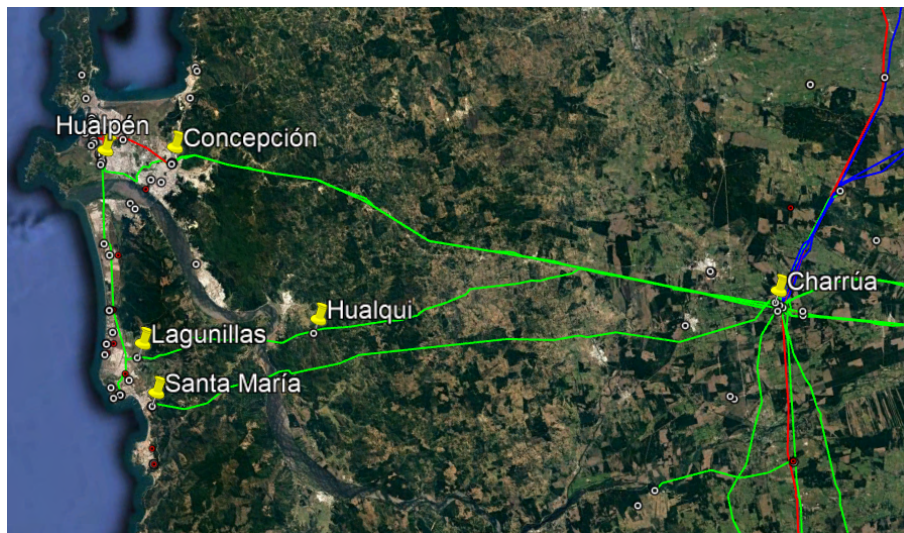 Hualpén
Concepción
Charrúa
Hualqui
Lagunillas
Santa María